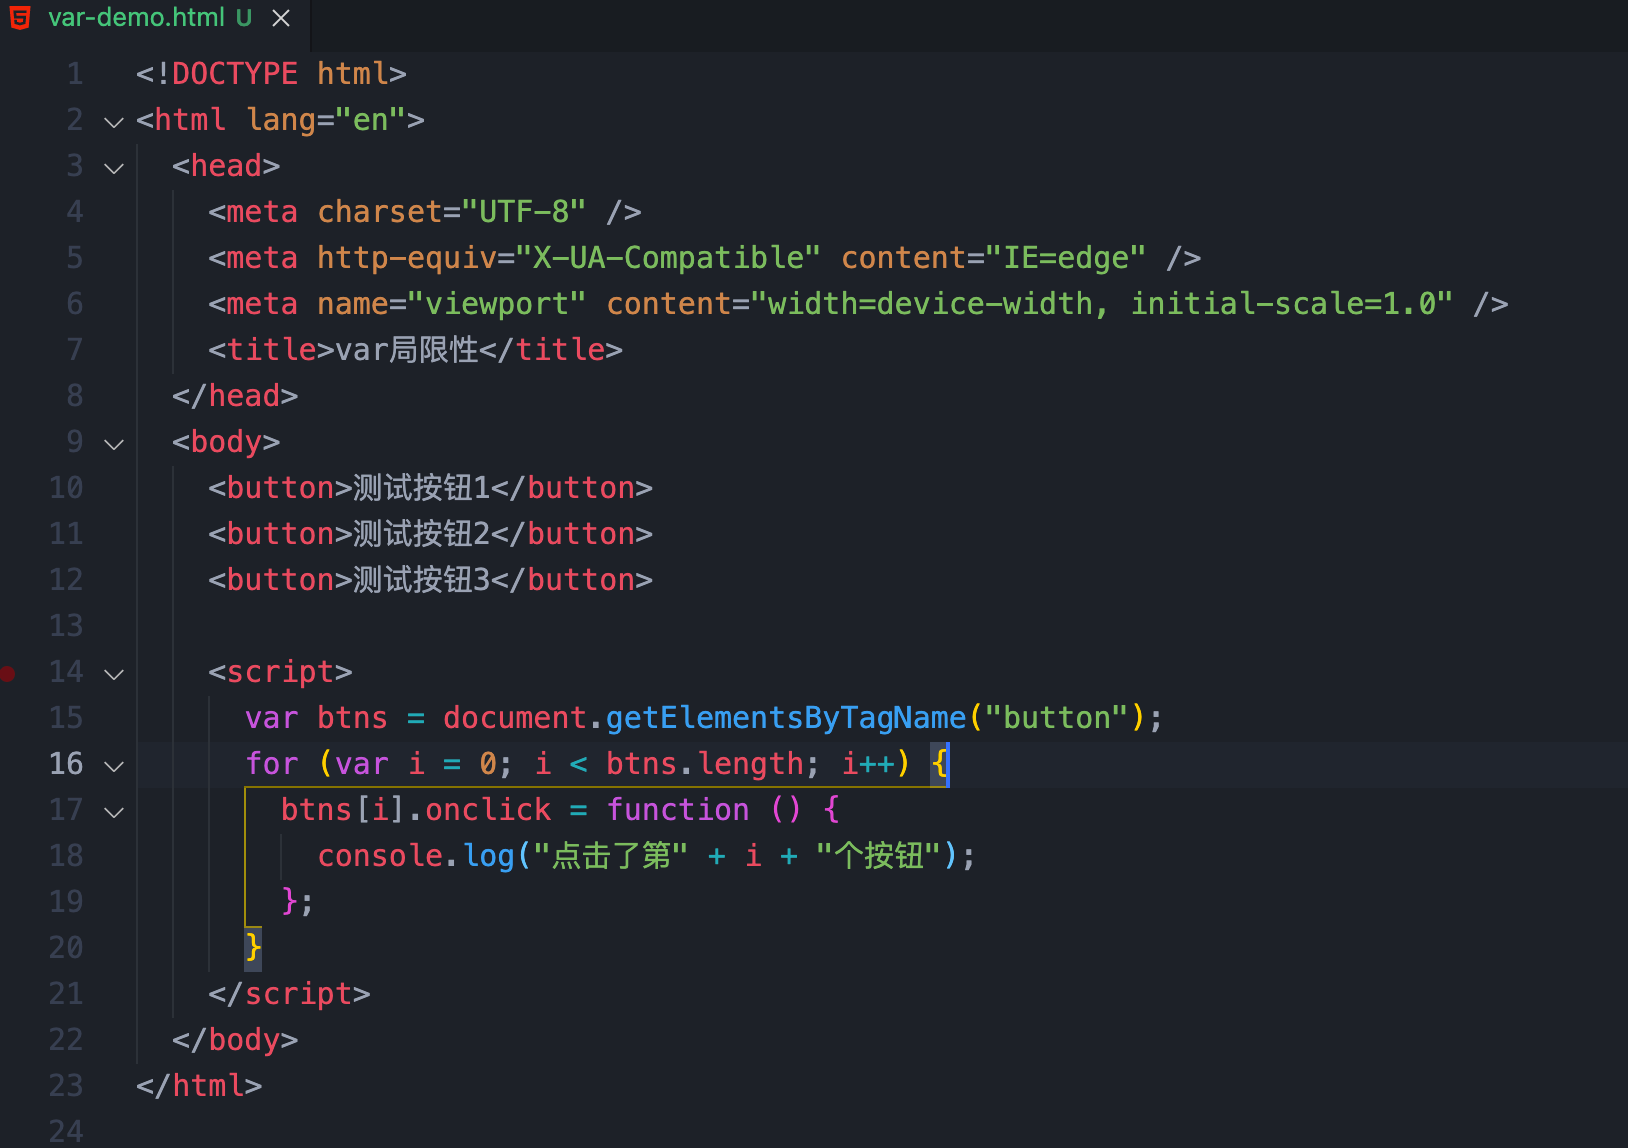 var-demo.html U
1 <!DOCTYPE html>
2 <html lang="en">
3 <head>
4 <meta charset="UTF-8" />
5 <meta http-equiv="X-UA-Compatible" content="IE=edge" />
6 <meta name="viewport" content="width=device-width, initial-scale=1.0" />
7 <title>var局限性</title>
8 </head>
9 <body>
10 <button>测试按钮1</button>
11 <button>测试按钮2</button>
12 <button>测试按钮3</button>
13
14 <script>
15 var btns = document.getElementsByTagName("button");
16 for (var i = 0; i < btns.length; i++) {
17 btns[i].onclick = function () {
18 console.log("点击了第" + i + "个按钮");
19 };
20 }
21 </script>
22 </body>
23 </html>
24